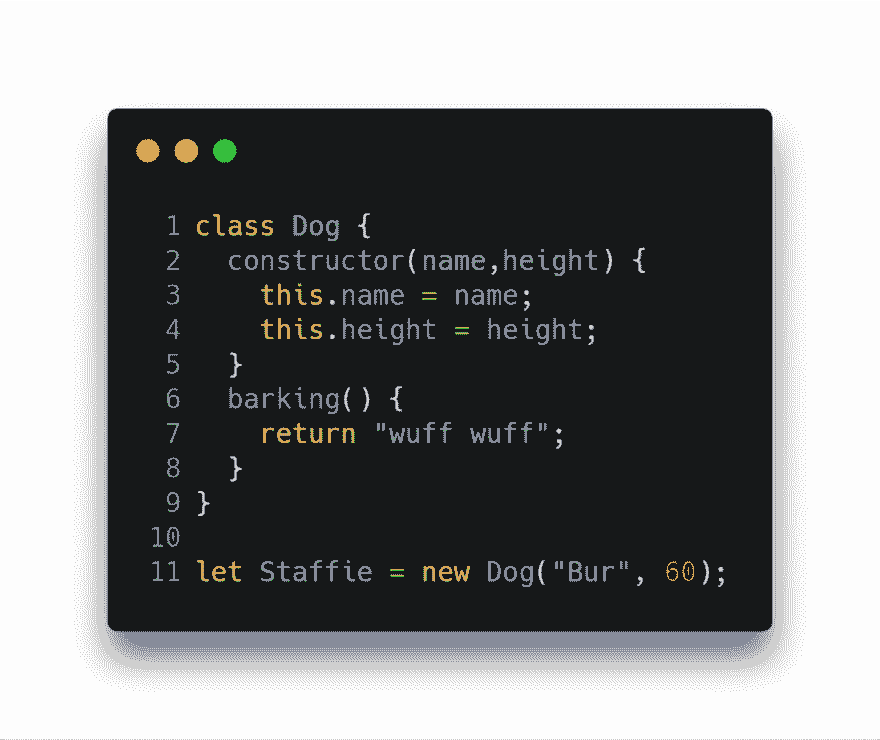 1 class Dog {
2   constructor(name,height) {
3     this.name = name;
4     this.height = height;
5   }
6   barking() {
7     return "wuff wuff";
8   }
9 }
10
11 let Staffie = new Dog("Bur", 60);